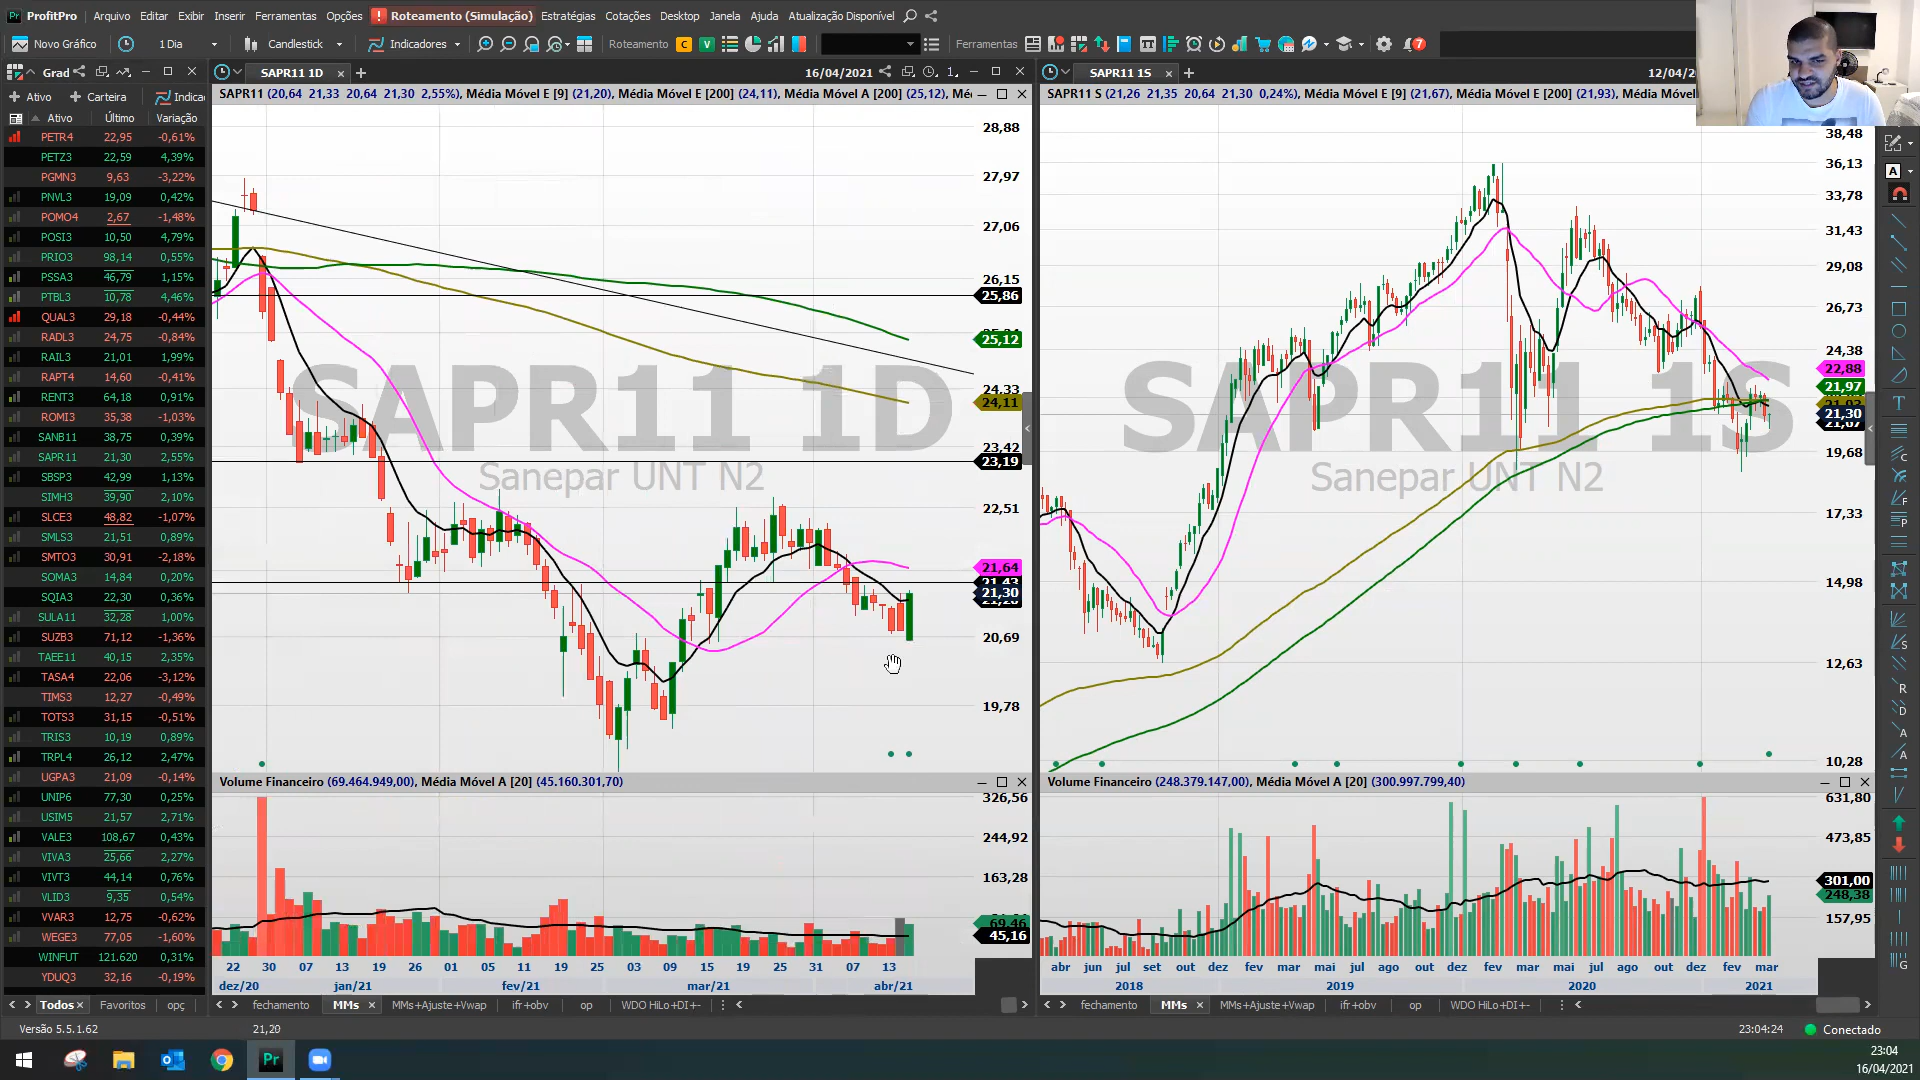 ProfitPro Arquivo Editar Exibir Inserir Ferramentas Opções Roteamento (Simulação) Estratégias Cotações Desktop Janela Ajuda Atualização Disponível
Novo Gráfico 1 Dia Candlestick Indicadores Roteamento C V Ferramentas 7
Grad SAPR11 1D 16/04/2021 SAPR11 1S 12/04/2
Ativo Carteira Indica
SAPR11 (20,64 21,33 20,64 21,30 2,55%), Média Móvel E [9] (21,20), Média Móvel E [200] (24,11), Média Móvel A [200] (25,12), Mé
SAPR11 S (21,26 21,35 20,64 21,30 0,24%), Média Móvel E [9] (21,67), Média Móvel E [200] (21,93), Média Móvel
Ativo Último Variação
PETR4 22,95 -0,61%
PETZ3 22,59 4,39%
PGMN3 9,63 -3,22%
PNVL3 19,09 0,42%
POMO4 2,67 -1,48%
POSI3 10,50 4,79%
PRIO3 98,14 0,55%
PSSA3 46,79 1,15%
PTBL3 10,78 4,46%
QUAL3 29,18 -0,44%
RADL3 24,75 -0,84%
RAIL3 21,01 1,99%
RAPT4 14,60 -0,41%
RENT3 64,18 0,91%
ROMI3 35,38 -1,03%
SANB11 38,75 0,39%
SAPR11 21,30 2,55%
SBSP3 42,99 1,13%
SIMH3 39,90 2,10%
SLCE3 48,82 -1,07%
SMLS3 21,51 0,89%
SMTO3 30,91 -2,18%
SOMA3 14,84 0,20%
SQIA3 22,30 0,36%
SULA11 32,28 1,00%
SUZB3 71,12 -1,36%
TAEE11 40,15 2,35%
TASA4 22,06 -3,12%
TIMS3 12,27 -0,49%
TOTS3 31,15 -0,51%
TRIS3 10,19 0,89%
TRPL4 26,12 2,47%
UGPA3 21,09 -0,14%
UNIP6 77,30 0,25%
USIM5 21,57 2,71%
VALE3 108,67 0,43%
VIVA3 25,66 2,27%
VIVT3 44,14 0,76%
VLID3 9,35 0,54%
VVAR3 12,75 -0,62%
WEGE3 77,05 -1,60%
WINFUT 121.620 0,31%
YDUQ3 32,16 -0,19%
Todos Favoritos opç
SAPR11 1D
Sanepar UNT N2
28,88
27,97
27,06
26,15
25,86
25,12
24,33
24,11
23,42
23,19
22,51
21,64
21,43
21,30
20,69
19,78
Volume Financeiro (69.464.949,00), Média Móvel A [20] (45.160.301,70)
326,56
244,92
163,28
69,46
45,16
22 30 07 13 19 26 01 05 11 19 25 03 09 15 19 25 31 07 13
dez/20 jan/21 fev/21 mar/21 abr/21
fechamento MMs MMs+Ajuste+Vwap ifr+obv op WDO HiLo+DI+-
SAPR11 1S
Sanepar UNT N2
38,48
36,13
33,78
31,43
29,08
26,73
24,38
22,88
21,97
21,93
21,30
21,67
19,68
17,33
14,98
12,63
10,28
Volume Financeiro (248.379.147,00), Média Móvel A [20] (300.997.799,40)
631,80
473,85
301,00
248,38
157,95
abr jun jul set out dez fev mar mai jul ago out dez fev mar mai jul ago out dez fev mar
2018 2019 2020 2021
fechamento MMs MMs+Ajuste+Vwap ifr+obv op WDO HiLo+DI+-
Versão 5.5.1.62 21,20 23:04:24 Conectado
Pr 23:04
16/04/2021